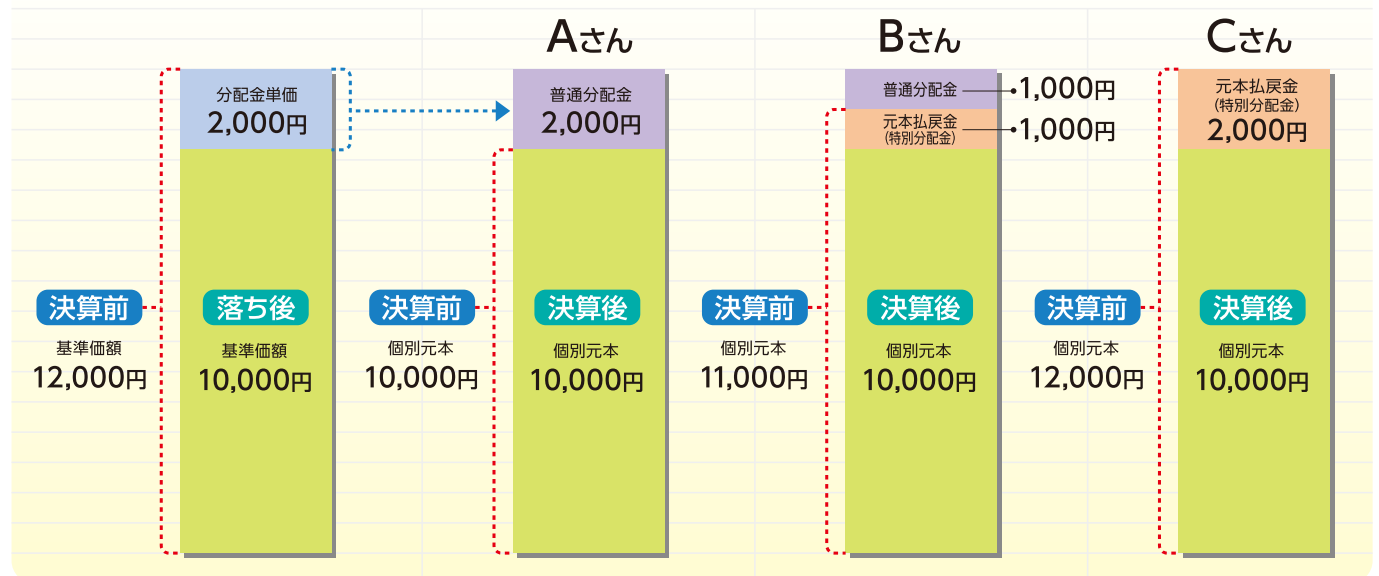 分配金単価
2,000円
決算前
基準価額
12,000円
落ち後
基準価額
10,000円
Aさん
普通分配金
2,000円
決算前
個別元本
10,000円
決算後
個別元本
10,000円
Bさん
普通分配金
1,000円
元本払戻金
(特別分配金)
1,000円
決算前
個別元本
11,000円
決算後
個別元本
10,000円
Cさん
元本払戻金
(特別分配金)
2,000円
決算前
個別元本
12,000円
決算後
個別元本
10,000円